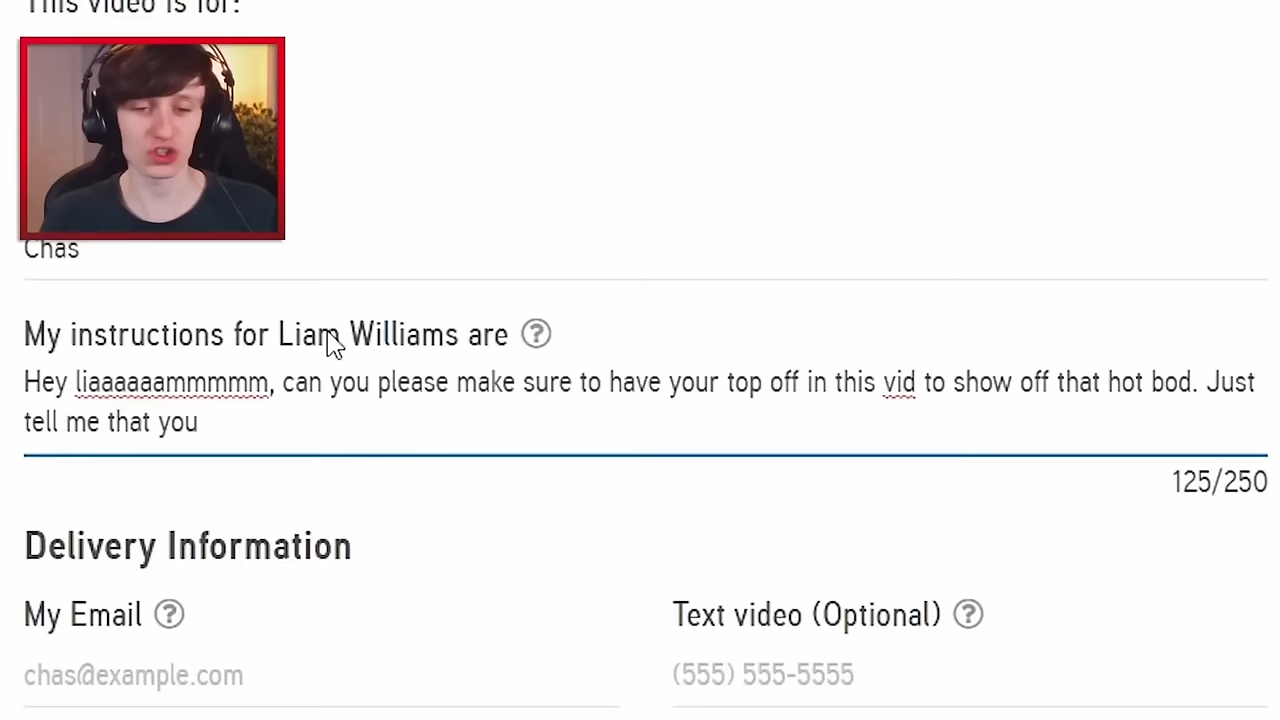 This video is for:
Chas
My instructions for Liam Williams are ?
Hey liaaaaaammmmm, can you please make sure to have your top off in this vid to show off that hot bod. Just
tell me that you
125/250
Delivery Information
My Email ?
Text video (Optional) ?
chas@example.com
(555) 555-5555